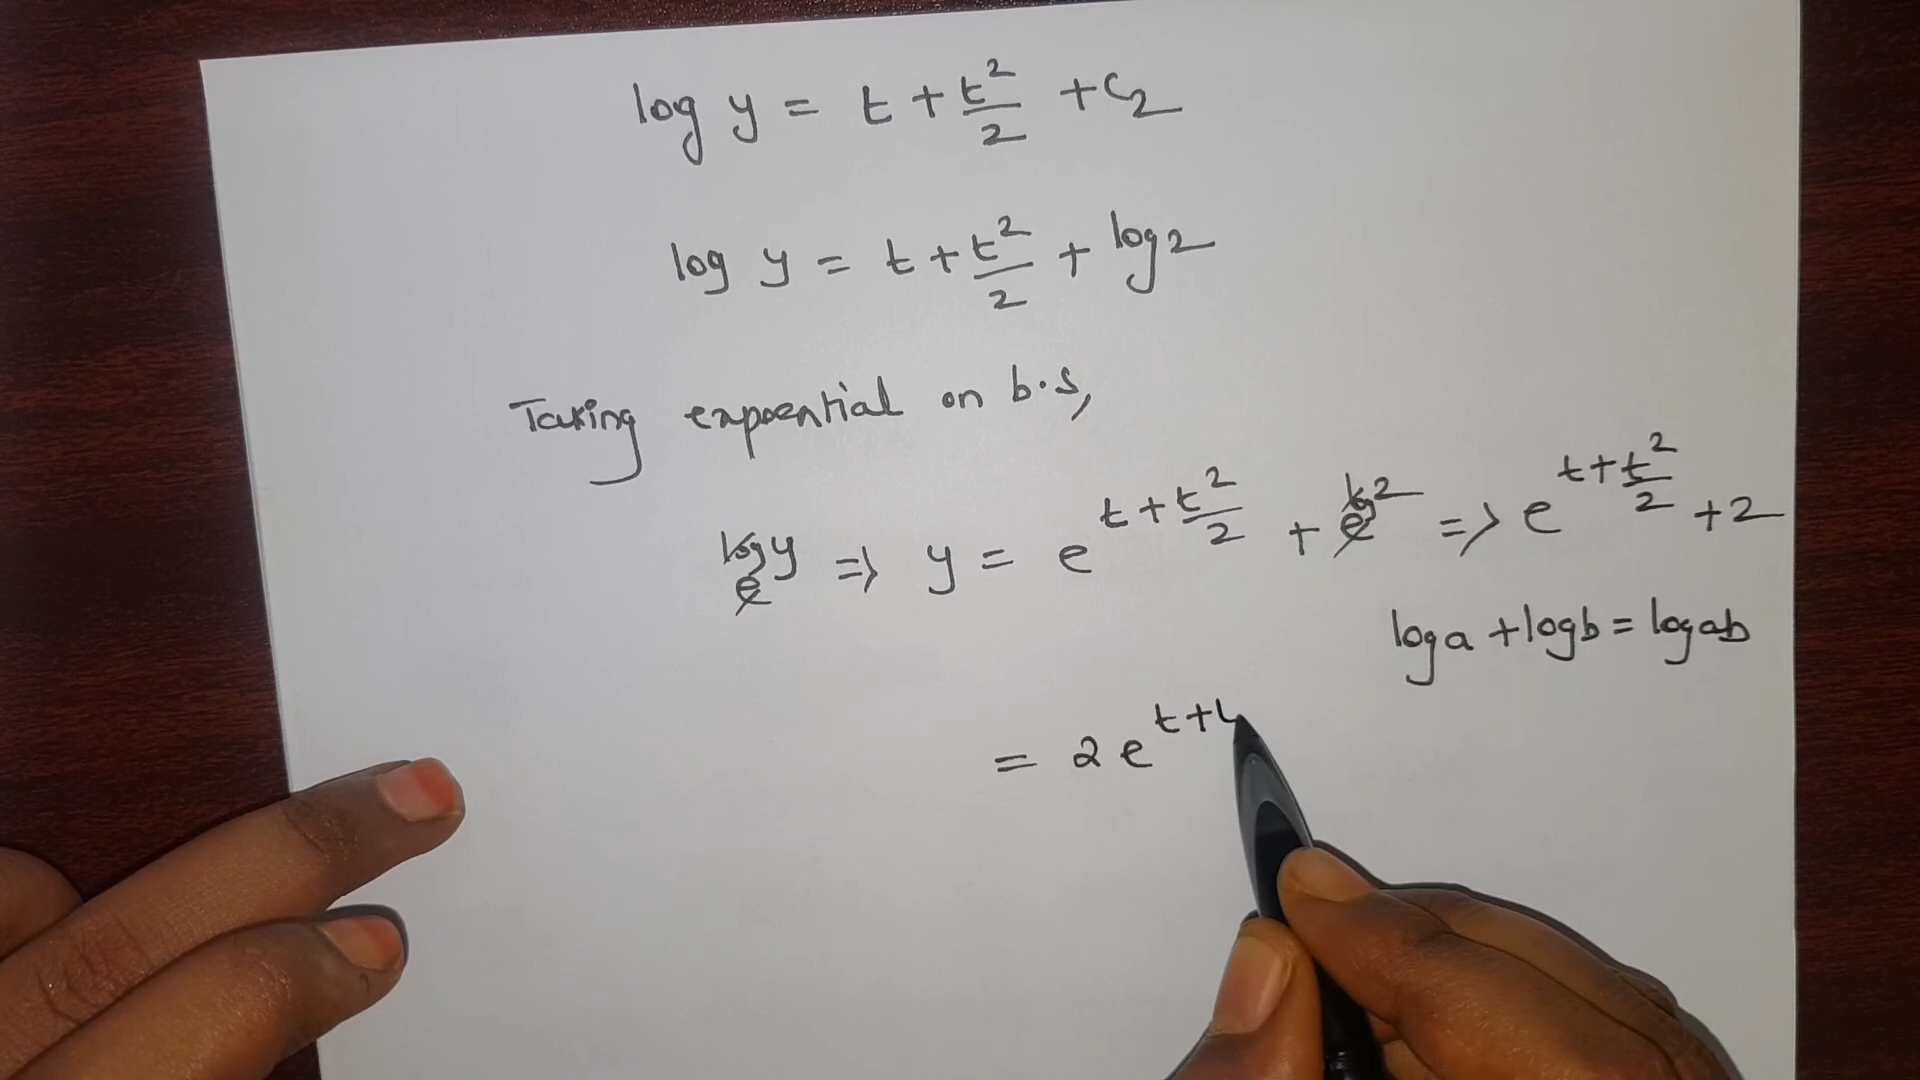 log y = t + t²/2 + c₂
log y = t + t²/2 + log 2
Taking expoential on b.s,
e^log y => y = e^(t + t²/2) + e^log 2 => e^(t + t²/2) + 2
log a + log b = log ab
= 2 e^(t +